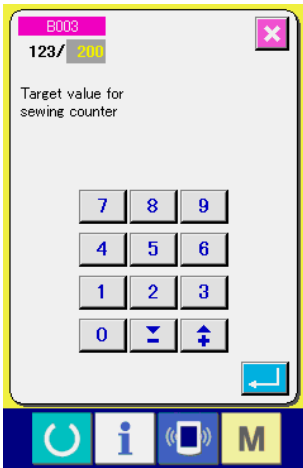 B003
123/ 200
Target value for
sewing counter
7 8 9
4 5 6
1 2 3
0
i M